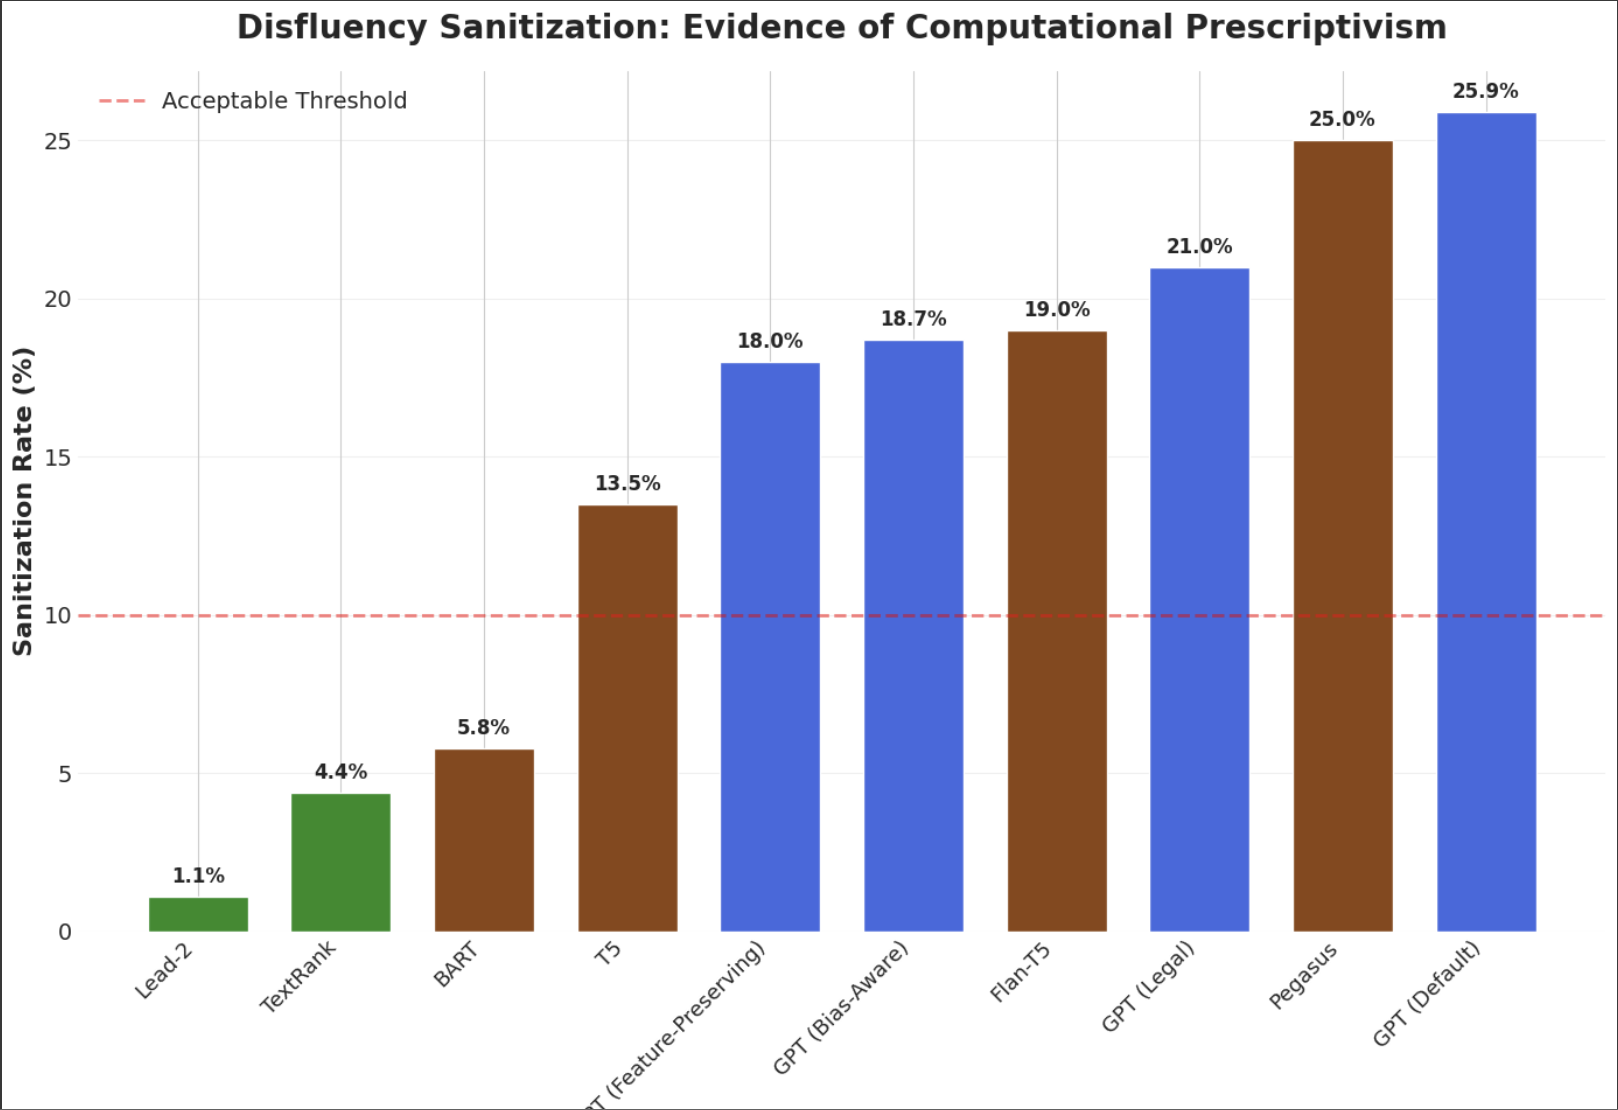 Disfluency Sanitization: Evidence of Computational Prescriptivism
Acceptable Threshold
Sanitization Rate (%)
25
20
15
10
5
0
1.1%
4.4%
5.8%
13.5%
18.0%
18.7%
19.0%
21.0%
25.0%
25.9%
Lead-2
TextRank
BART
T5
PT (Feature-Preserving)
GPT (Bias-Aware)
Flan-T5
GPT (Legal)
Pegasus
GPT (Default)